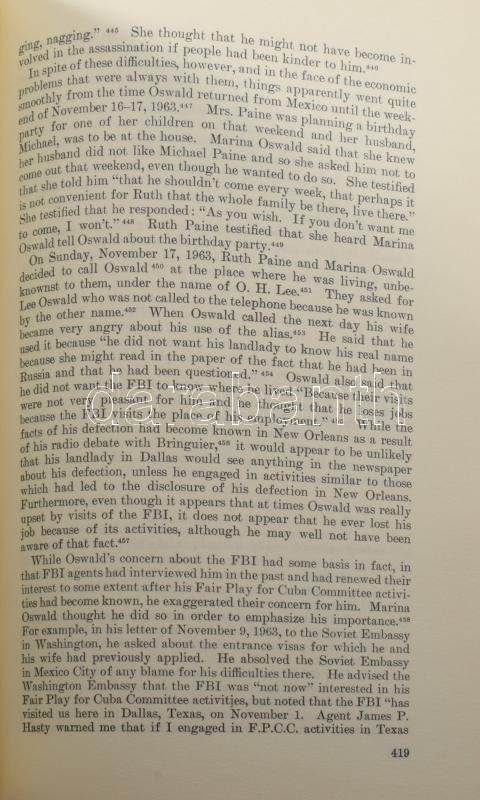 ging, nagging." 445 She thought that he might not have become in-
volved in the assassination if people had been kinder to him.446
In spite of these difficulties, however, and in the face of the economic
problems that were always with them, things apparently went quite
smoothly from the time Oswald returned from Mexico until the week-
end of November 16–17, 1963.447 Mrs. Paine was planning a birthday
party for one of her children on that weekend and her husband,
Michael, was to be at the house. Marina Oswald said that she knew
her husband did not like Michael Paine and so she asked him not to
come out that weekend, even though he wanted to do so. She testified
that she told him "that he shouldn't come every week, that perhaps it
is not convenient for Ruth that the whole family be there, live there."
She testified that he responded: "As you wish. If you don't want me
to come, I won't." 448 Ruth Paine testified that she heard Marina
Oswald tell Oswald about the birthday party.449
On Sunday, November 17, 1963, Ruth Paine and Marina Oswald
decided to call Oswald 450 at the place where he was living, unbe-
knownst to them, under the name of O. H. Lee.451 They asked for
Lee Oswald who was not called to the telephone because he was known
by the other name.452 When Oswald called the next day his wife
became very angry about his use of the alias.453 He said that he
used it because "he did not want his landlady to know his real name
because she might read in the paper of the fact that he had been in
Russia and that he had been questioned." 454 Oswald also said that
he did not want the FBI to know where he lived "Because their visits
were not very pleasant for him and he thought that he loses jobs
because the FBI visits the place of his employment." 455 While the
facts of his defection had become known in New Orleans as a result
of his radio debate with Bringuier,456 it would appear to be unlikely
that his landlady in Dallas would see anything in the newspaper
about his defection, unless he engaged in activities similar to those
which had led to the disclosure of his defection in New Orleans.
Furthermore, even though it appears that at times Oswald was really
upset by visits of the FBI, it does not appear that he ever lost his
job because of its activities, although he may well not have been
aware of that fact.457
While Oswald's concern about the FBI had some basis in fact, in
that FBI agents had interviewed him in the past and had renewed their
interest to some extent after his Fair Play for Cuba Committee activi-
ties had become known, he exaggerated their concern for him. Marina
Oswald thought he did so in order to emphasize his importance.458
For example, in his letter of November 9, 1963, to the Soviet Embassy
in Washington, he asked about the entrance visas for which he and
his wife had previously applied. He absolved the Soviet Embassy
in Mexico City of any blame for his difficulties there. He advised the
Washington Embassy that the FBI was "not now" interested in his
Fair Play for Cuba Committee activities, but noted that the FBI "has
visited us here in Dallas, Texas, on November 1. Agent James P.
Hasty warned me that if I engaged in F.P.C.C. activities in Texas
419
databanth